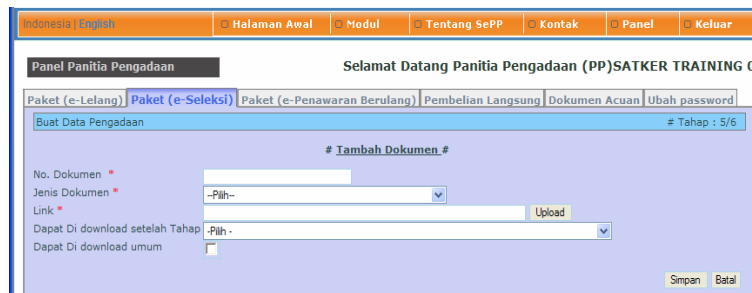 Indonesia | English Halaman Awal Modul Tentang SePP Kontak Panel Keluar
Panel Panitia Pengadaan Selamat Datang Panitia Pengadaan (PP)SATKER TRAINING
Paket (e-Lelang) Paket (e-Seleksi) Paket (e-Penawaran Berulang) Pembelian Langsung Dokumen Acuan Ubah password
Buat Data Pengadaan # Tahap : 5/6
# Tambah Dokumen #
No. Dokumen *
Jenis Dokumen * --Pilih--
Link * Upload
Dapat Di download setelah Tahap -Pilih -
Dapat Di download umum
Simpan Batal